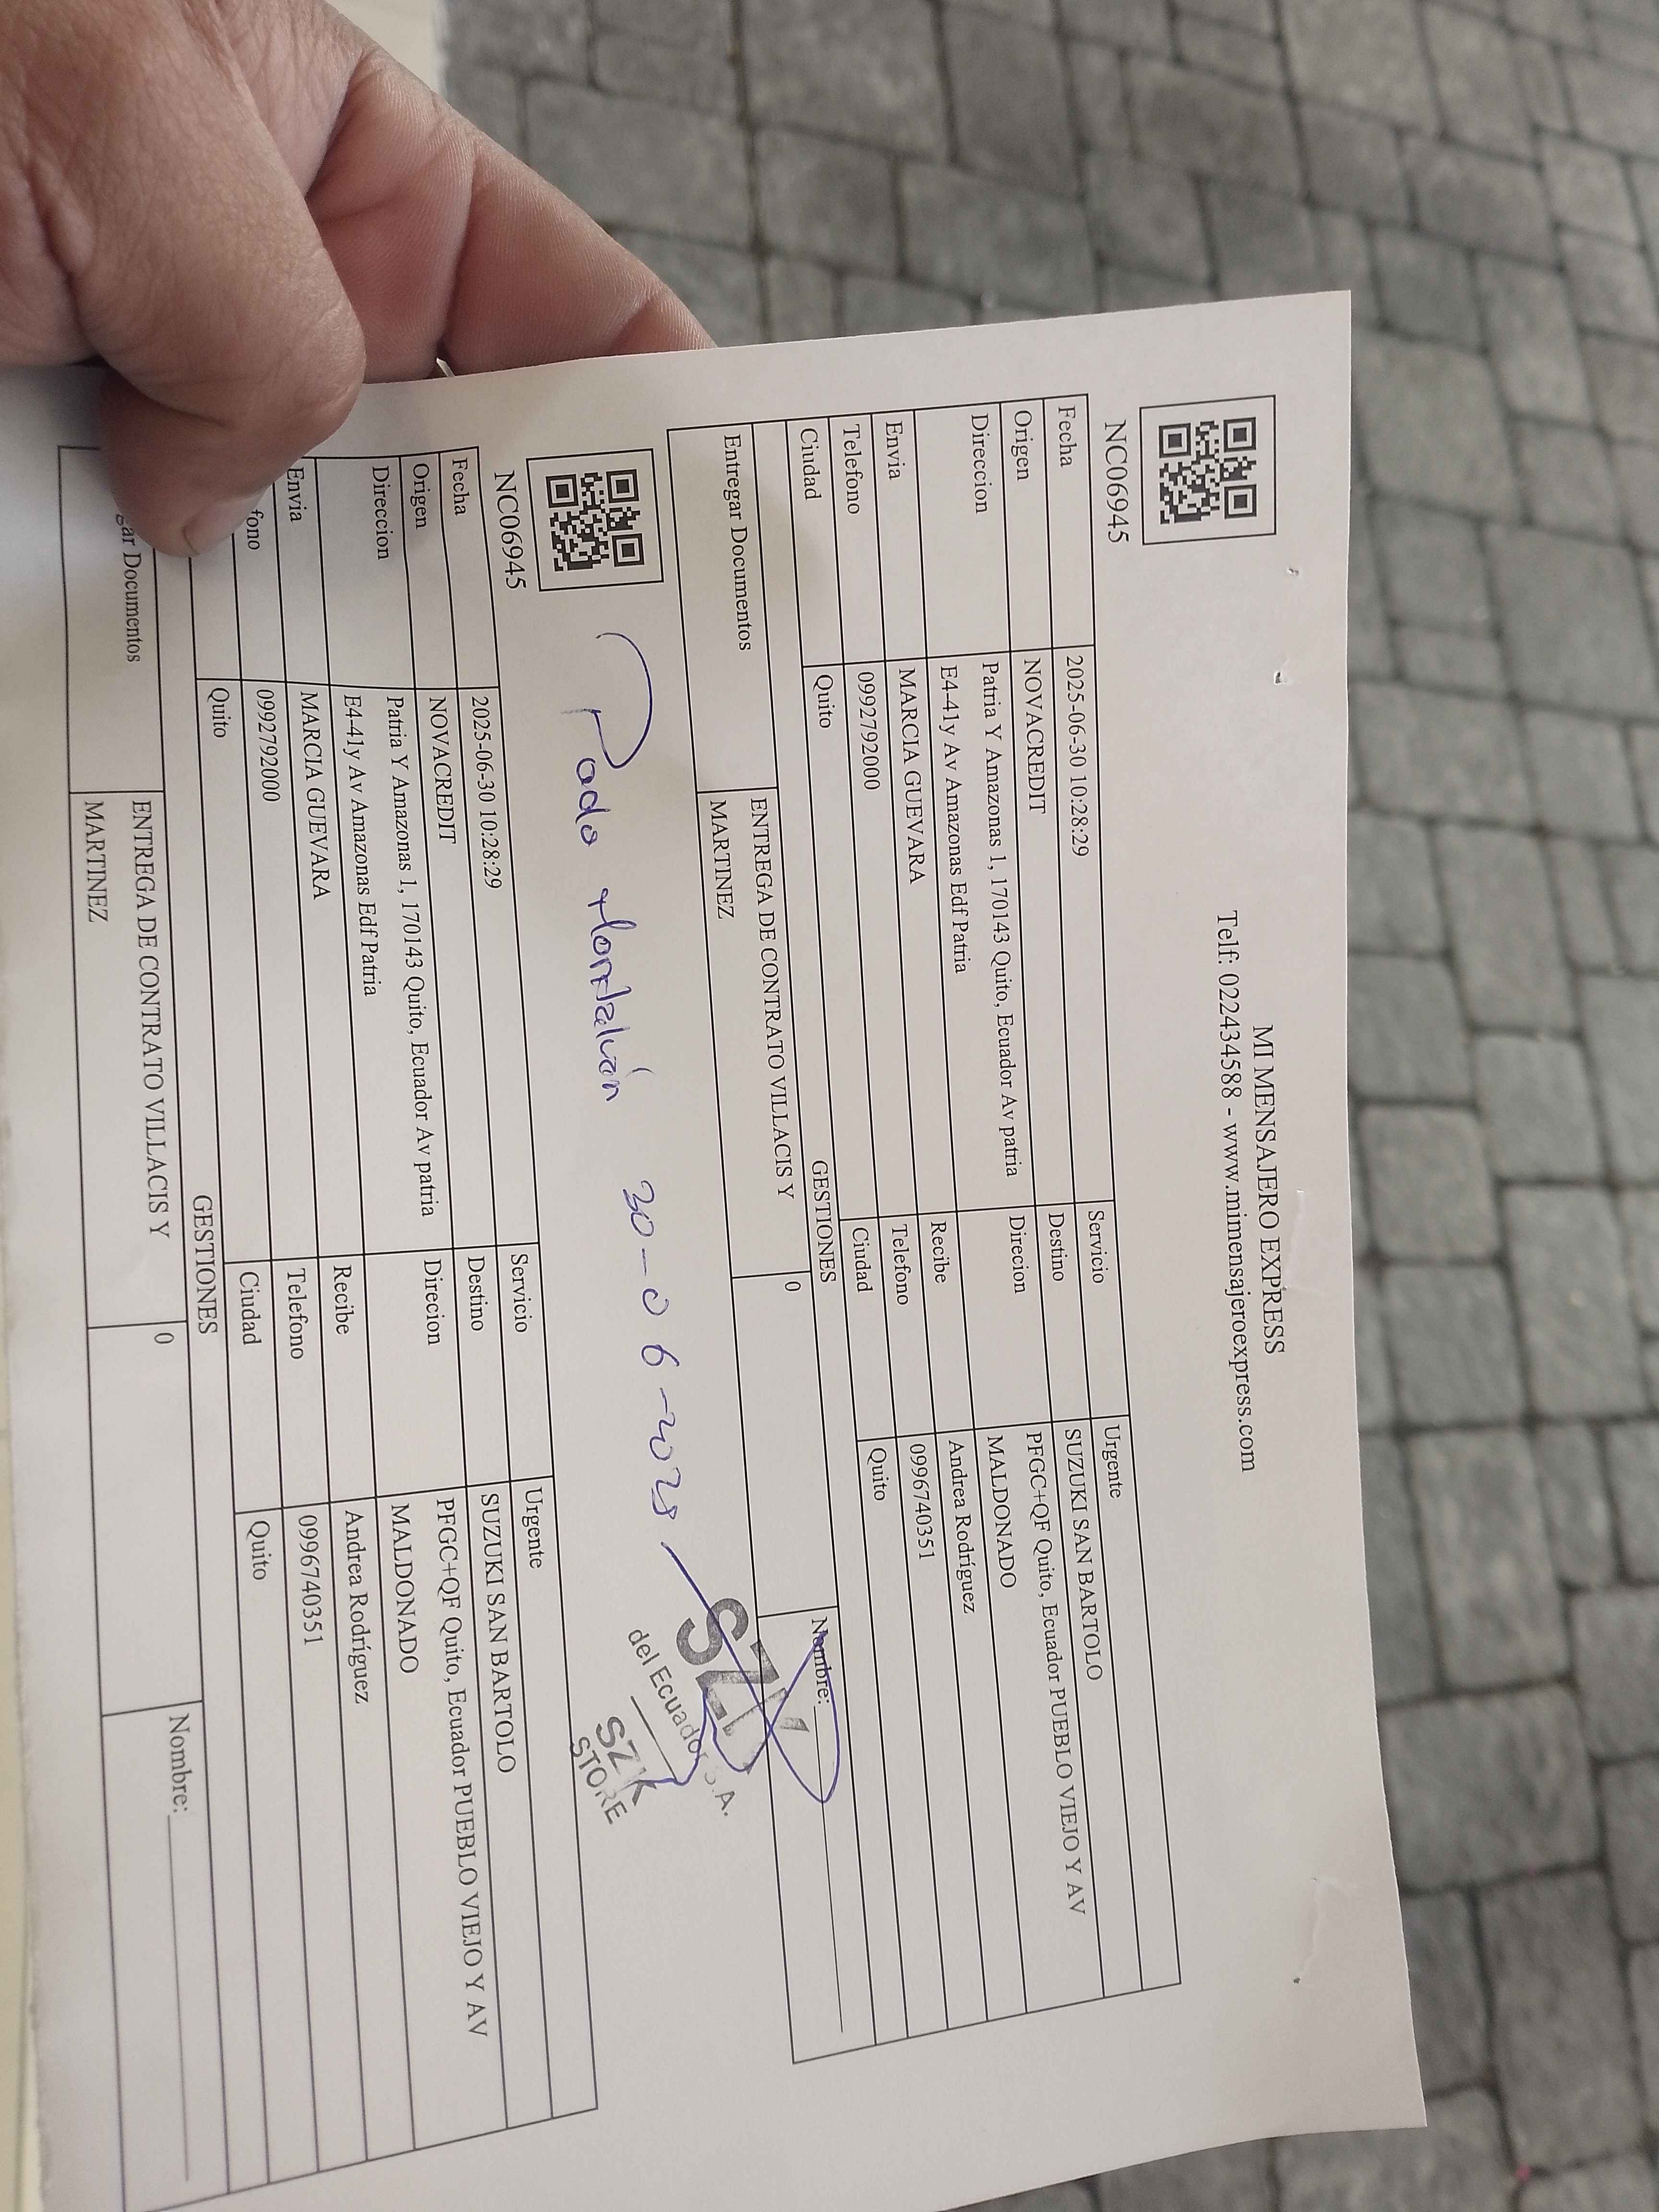 MI MENSAJERO EXPRESS
Telf: 022434588 - www.mimensajeroexpress.com
NC06945
Servicio Urgente
Fecha 2025-06-30 10:28:29 Destino SUZUKI SAN BARTOLO
Origen NOVACREDIT Direcion PFGC+QF Quito, Ecuador PUEBLO VIEJO Y AV
Direccion Patria Y Amazonas 1, 170143 Quito, Ecuador Av patria MALDONADO
E4-41y Av Amazonas Edf Patria Recibe Andrea Rodríguez
Envia MARCIA GUEVARA Telefono 0996740351
Telefono 0992792000 Ciudad Quito
Ciudad Quito
GESTIONES
Entregar Documentos ENTREGA DE CONTRATO VILLACIS Y 0 Nombre:
MARTINEZ
30-06-2025
SZK
del Ecuador S.A.
SZK
STORE
NC06945
Servicio Urgente
Fecha 2025-06-30 10:28:29 Destino SUZUKI SAN BARTOLO
Origen NOVACREDIT Direcion PFGC+QF Quito, Ecuador PUEBLO VIEJO Y AV
Direccion Patria Y Amazonas 1, 170143 Quito, Ecuador Av patria MALDONADO
E4-41y Av Amazonas Edf Patria Recibe Andrea Rodríguez
Envia MARCIA GUEVARA Telefono 0996740351
fono 0992792000 Ciudad Quito
Quito
GESTIONES
gar Documentos ENTREGA DE CONTRATO VILLACIS Y 0 Nombre:
MARTINEZ